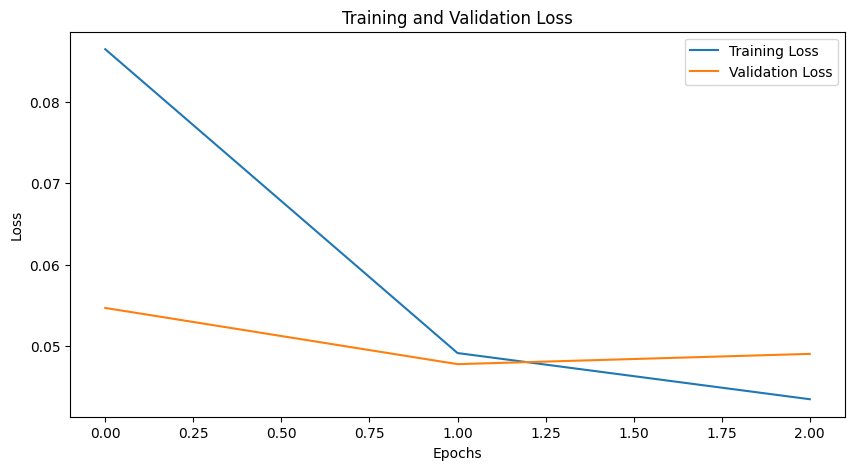 Training and Validation Loss
Training Loss
Validation Loss
0.08
0.07
0.06
0.05
Loss
0.00 0.25 0.50 0.75 1.00 1.25 1.50 1.75 2.00
Epochs